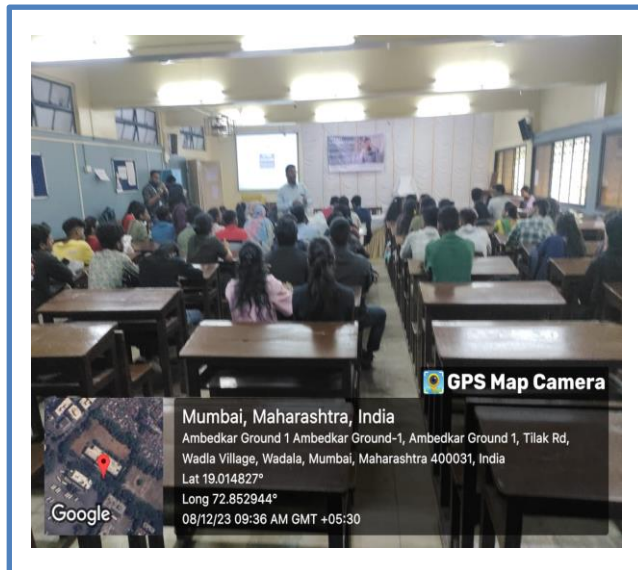 GPS Map Camera
Mumbai, Maharashtra, India
Ambedkar Ground 1 Ambedkar Ground-1, Ambedkar Ground 1, Tilak Rd,
Wadla Village, Wadala, Mumbai, Maharashtra 400031, India
Lat 19.014827°
Long 72.852944°
08/12/23 09:36 AM GMT +05:30
Google